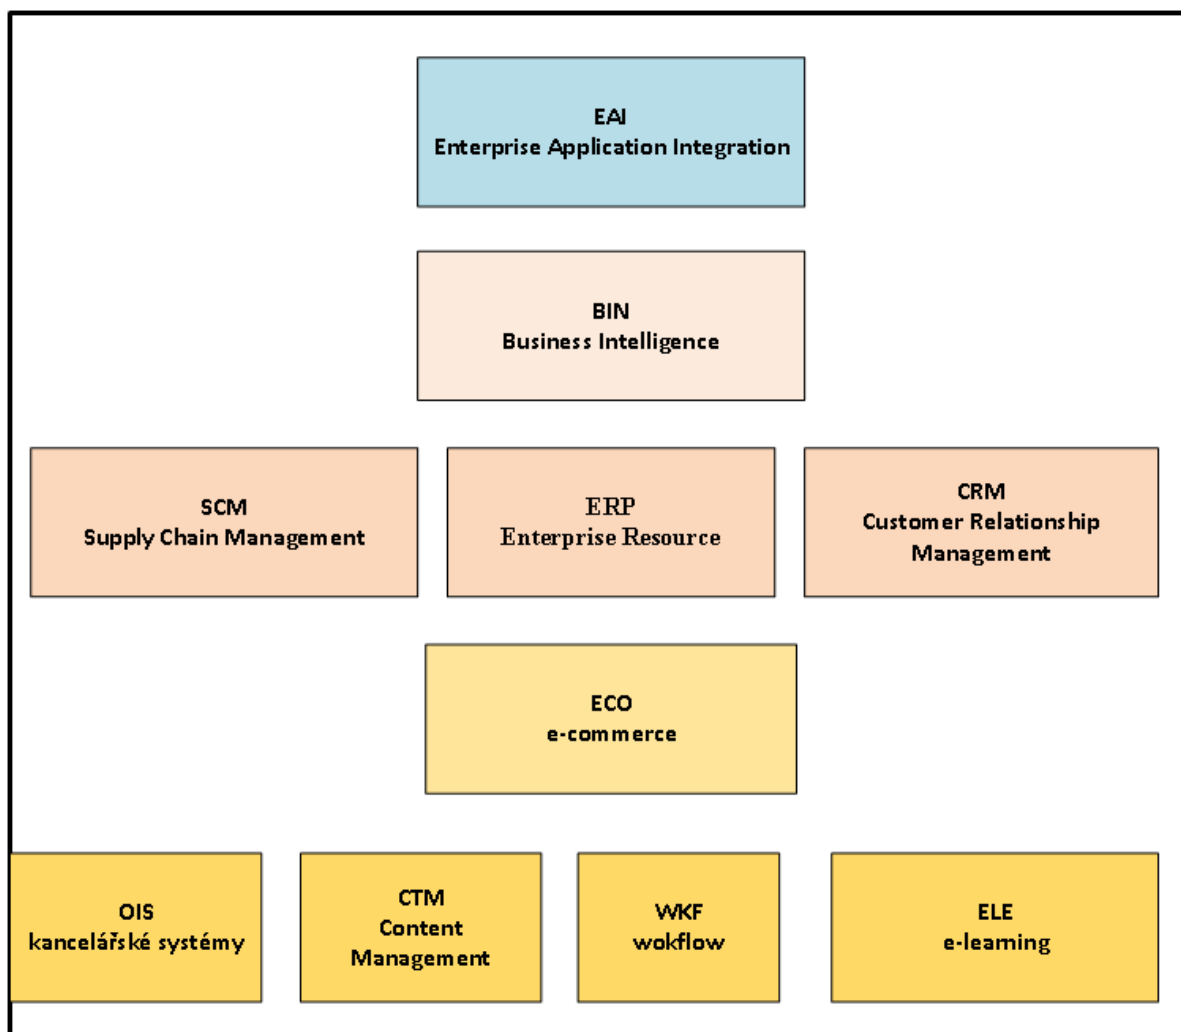 EAI
Enterprise Application Integration
BIN
Business Intelligence
SCM
Supply Chain Management
ERP
Enterprise Resource
CRM
Customer Relationship
Management
ECO
e-commerce
OIS
kancelářské systémy
CTM
Content
Management
WKF
wokflow
ELE
e-learning